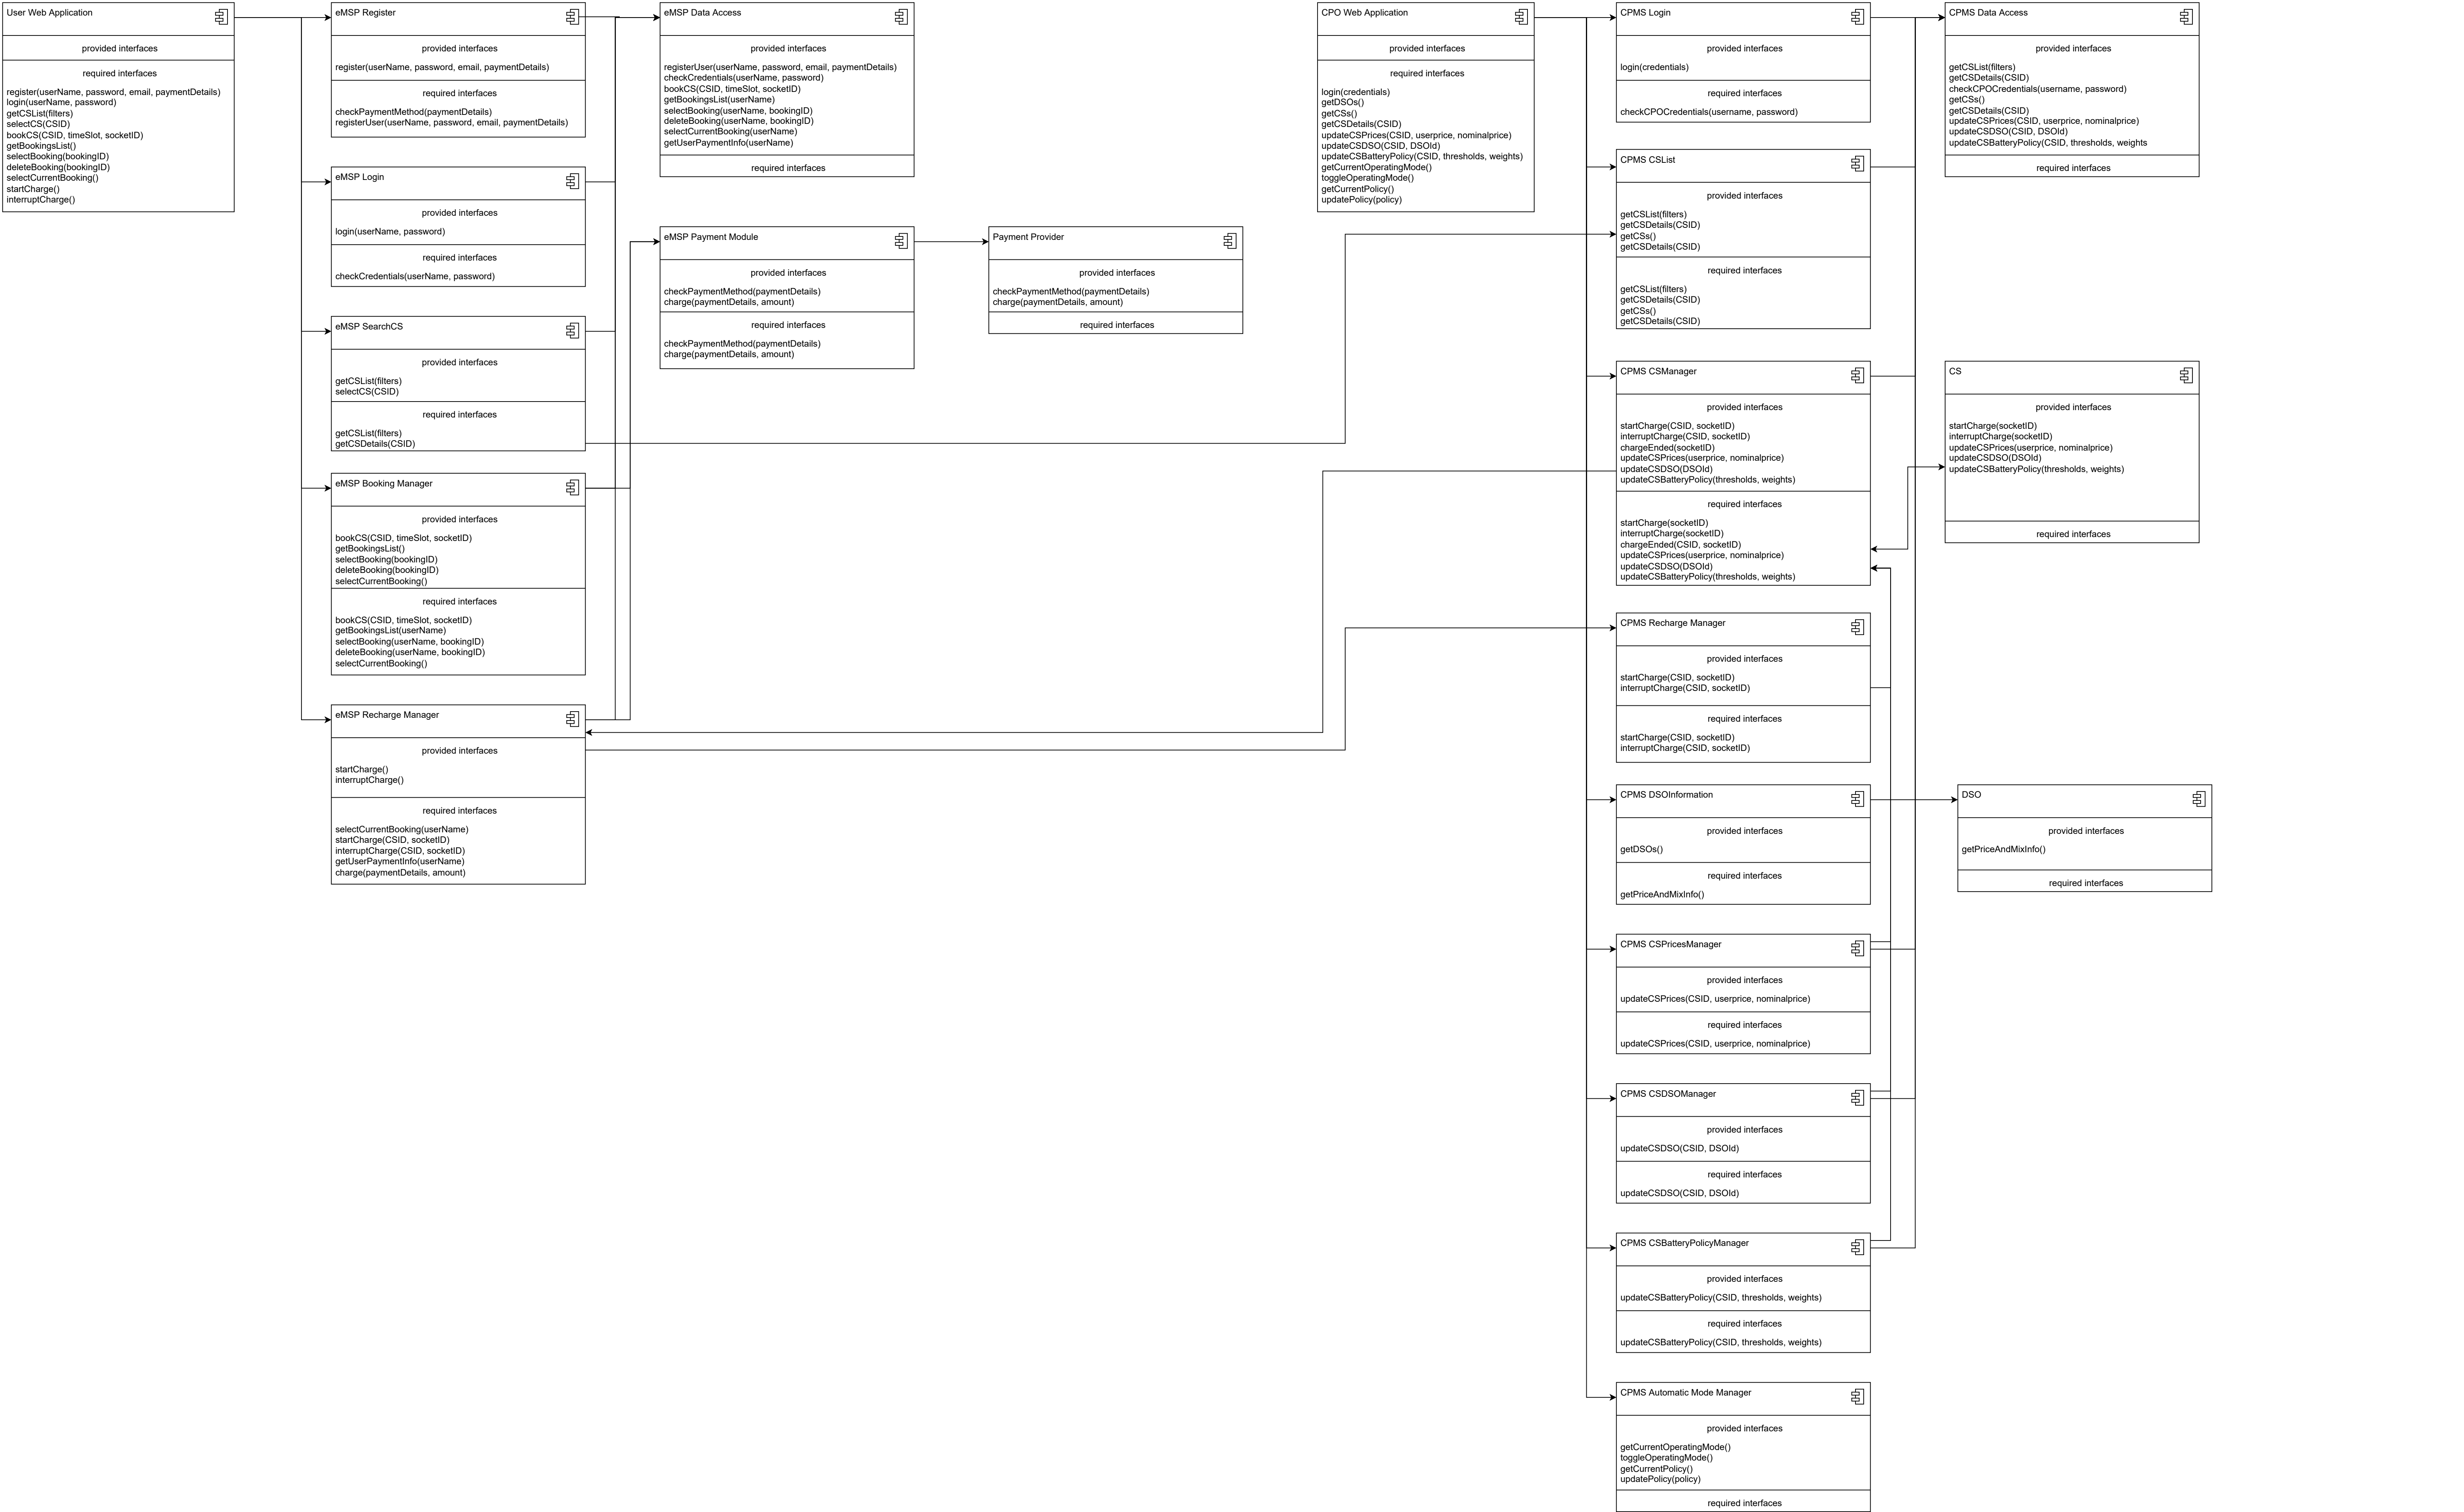 User Web Application
provided interfaces
required interfaces
register(userName, password, email, paymentDetails)
login(userName, password)
getCSList(filters)
selectCS(CSID)
bookCS(CSID, timeSlot, socketID)
getBookingsList()
selectBooking(bookingID)
deleteBooking(bookingID)
selectCurrentBooking()
startCharge()
interruptCharge()
eMSP Register
provided interfaces
register(userName, password, email, paymentDetails)
required interfaces
checkPaymentMethod(paymentDetails)
registerUser(userName, password, email, paymentDetails)
eMSP Login
provided interfaces
login(userName, password)
required interfaces
checkCredentials(userName, password)
eMSP SearchCS
provided interfaces
getCSList(filters)
selectCS(CSID)
required interfaces
getCSList(filters)
getCSDetails(CSID)
eMSP Booking Manager
provided interfaces
bookCS(CSID, timeSlot, socketID)
getBookingsList()
selectBooking(bookingID)
deleteBooking(bookingID)
selectCurrentBooking()
required interfaces
bookCS(CSID, timeSlot, socketID)
getBookingsList(userName)
selectBooking(userName, bookingID)
deleteBooking(userName, bookingID)
selectCurrentBooking()
eMSP Recharge Manager
provided interfaces
startCharge()
interruptCharge()
required interfaces
selectCurrentBooking(userName)
startCharge(CSID, socketID)
interruptCharge(CSID, socketID)
getUserPaymentInfo(userName)
charge(paymentDetails, amount)
eMSP Data Access
provided interfaces
registerUser(userName, password, email, paymentDetails)
checkCredentials(userName, password)
bookCS(CSID, timeSlot, socketID)
getBookingsList(userName)
selectBooking(userName, bookingID)
deleteBooking(userName, bookingID)
selectCurrentBooking(userName)
getUserPaymentInfo(userName)
required interfaces
eMSP Payment Module
provided interfaces
checkPaymentMethod(paymentDetails)
charge(paymentDetails, amount)
required interfaces
checkPaymentMethod(paymentDetails)
charge(paymentDetails, amount)
Payment Provider
provided interfaces
checkPaymentMethod(paymentDetails)
charge(paymentDetails, amount)
required interfaces
CPO Web Application
provided interfaces
required interfaces
login(credentials)
getDSOs()
getCSs()
getCSDetails(CSID)
updateCSPrices(CSID, userprice, nominalprice)
updateCSDSO(CSID, DSOId)
updateCSBatteryPolicy(CSID, thresholds, weights)
getCurrentOperatingMode()
toggleOperatingMode()
getCurrentPolicy()
updatePolicy(policy)
CPMS Login
provided interfaces
login(credentials)
required interfaces
checkCPOCredentials(username, password)
CPMS CSList
provided interfaces
getCSList(filters)
getCSDetails(CSID)
getCSs()
getCSDetails(CSID)
required interfaces
getCSList(filters)
getCSDetails(CSID)
getCSs()
getCSDetails(CSID)
CPMS CSManager
provided interfaces
startCharge(CSID, socketID)
interruptCharge(CSID, socketID)
chargeEnded(socketID)
updateCSPrices(userprice, nominalprice)
updateCSDSO(DSOId)
updateCSBatteryPolicy(thresholds, weights)
required interfaces
startCharge(socketID)
interruptCharge(socketID)
chargeEnded(CSID, socketID)
updateCSPrices(userprice, nominalprice)
updateCSDSO(DSOId)
updateCSBatteryPolicy(thresholds, weights)
CPMS Recharge Manager
provided interfaces
startCharge(CSID, socketID)
interruptCharge(CSID, socketID)
required interfaces
startCharge(CSID, socketID)
interruptCharge(CSID, socketID)
CPMS DSOInformation
provided interfaces
getDSOs()
required interfaces
getPriceAndMixInfo()
CPMS CSPricesManager
provided interfaces
updateCSPrices(CSID, userprice, nominalprice)
required interfaces
updateCSPrices(CSID, userprice, nominalprice)
CPMS CSDSOManager
provided interfaces
updateCSDSO(CSID, DSOId)
required interfaces
updateCSDSO(CSID, DSOId)
CPMS CSBatteryPolicyManager
provided interfaces
updateCSBatteryPolicy(CSID, thresholds, weights)
required interfaces
updateCSBatteryPolicy(CSID, thresholds, weights)
CPMS Automatic Mode Manager
provided interfaces
getCurrentOperatingMode()
toggleOperatingMode()
getCurrentPolicy()
updatePolicy(policy)
required interfaces
CPMS Data Access
provided interfaces
getCSList(filters)
getCSDetails(CSID)
checkCPOCredentials(username, password)
getCSs()
getCSDetails(CSID)
updateCSPrices(CSID, userprice, nominalprice)
updateCSDSO(CSID, DSOId)
updateCSBatteryPolicy(CSID, thresholds, weights
required interfaces
CS
provided interfaces
startCharge(socketID)
interruptCharge(socketID)
updateCSPrices(userprice, nominalprice)
updateCSDSO(DSOId)
updateCSBatteryPolicy(thresholds, weights)
required interfaces
DSO
provided interfaces
getPriceAndMixInfo()
required interfaces